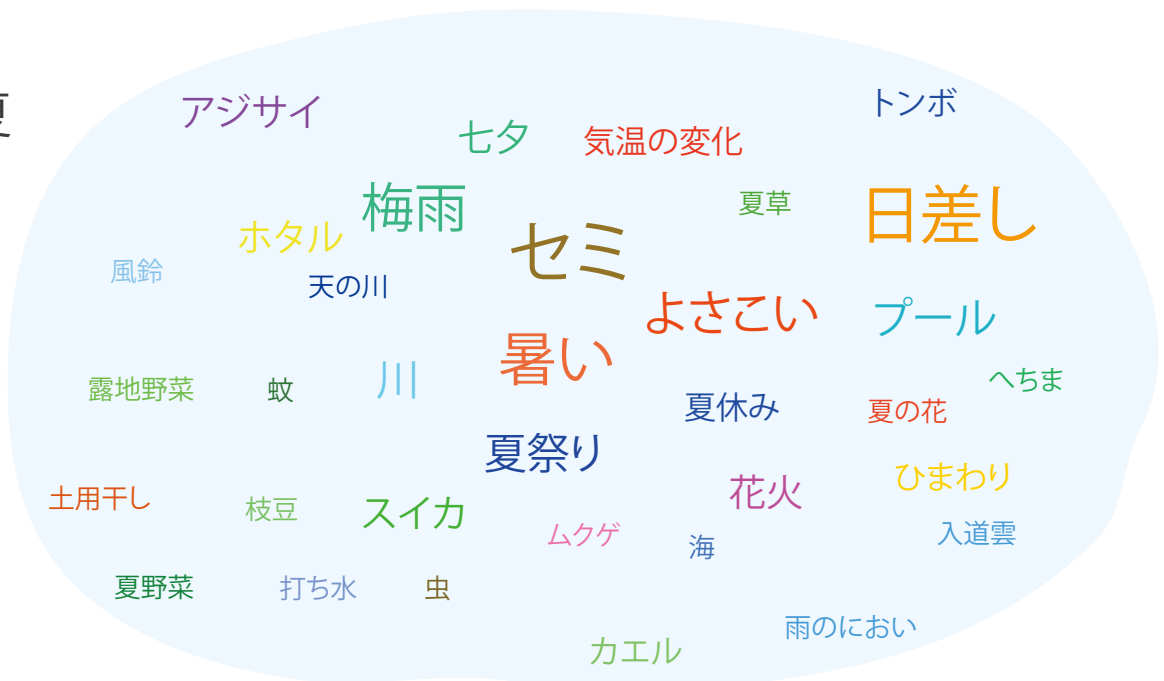 夏
アジサイ
トンボ
七夕
気温の変化
梅雨
夏草
日差し
ホタル
セミ
風鈴
天の川
よさこい
プール
暑い
露地野菜
蚊
川
へちま
夏休み
夏の花
夏祭り
ひまわり
花火
土用干し
枝豆
スイカ
ムクゲ
海
入道雲
夏野菜
打ち水
虫
雨のにおい
カエル